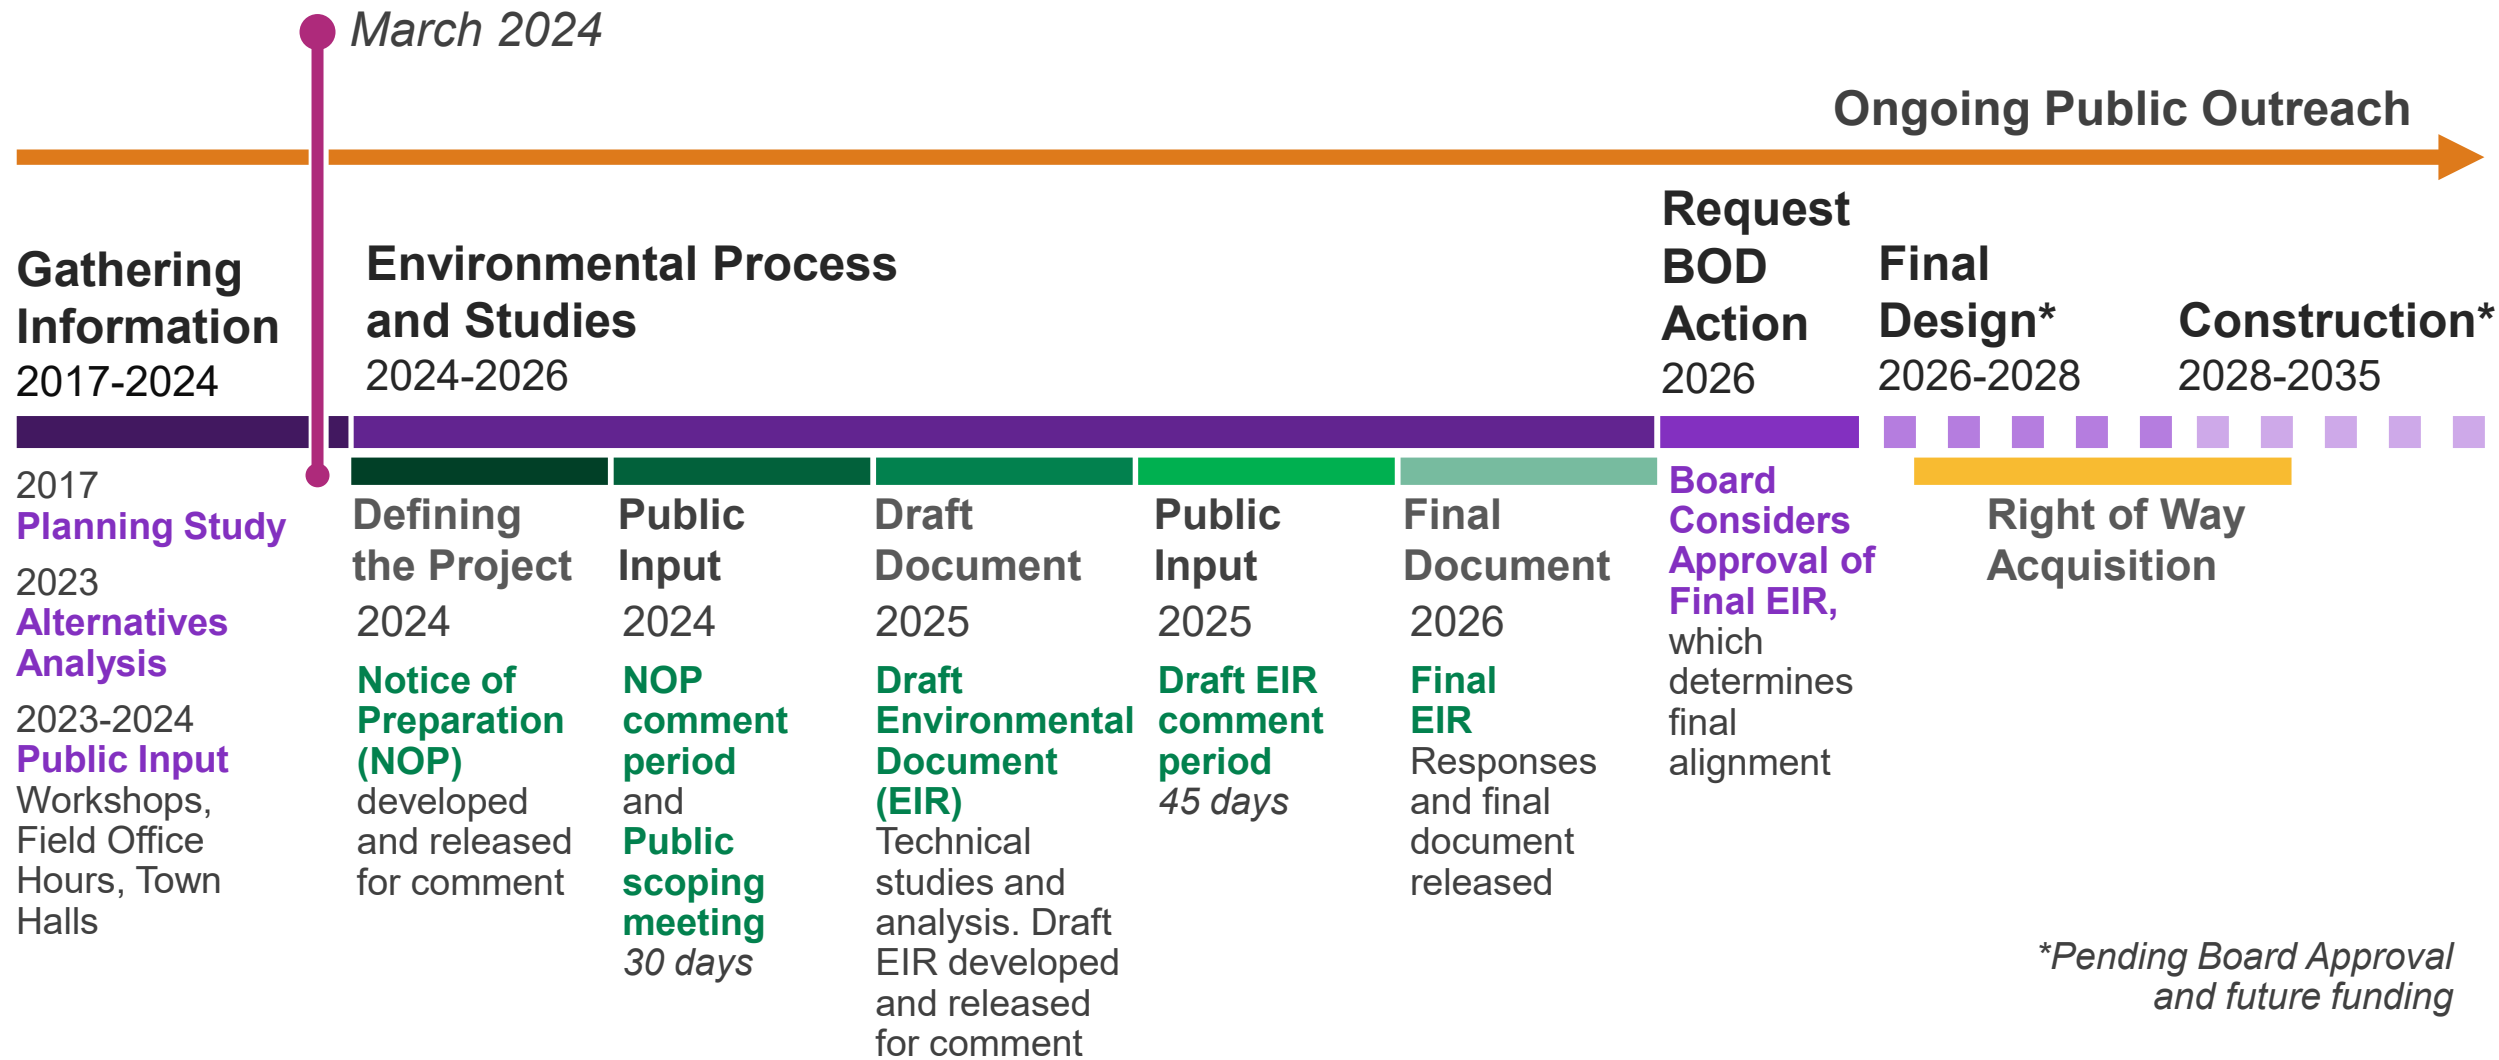 March 2024
Ongoing Public Outreach
Gathering
Information
2017-2024
Environmental Process
and Studies
2024-2026
Request
BOD
Action
2026
Final
Design*
2026-2028
Construction*
2028-2035
2017
Planning Study
2023
Alternatives
Analysis
2023-2024
Public Input
Workshops,
Field Office
Hours, Town
Halls
Defining
the Project
2024
Notice of
Preparation
(NOP)
developed
and released
for comment
Public
Input
2024
NOP
comment
period
and
Public
scoping
meeting
30 days
Draft
Document
2025
Draft
Environmental
Document
(EIR)
Technical
studies and
analysis. Draft
EIR developed
and released
for comment
Public
Input
2025
Draft EIR
comment
period
45 days
Final
Document
2026
Final
EIR
Responses
and final
document
released
Board
Considers
Approval of
Final EIR,
which
determines
final
alignment
Right of Way
Acquisition
*Pending Board Approval
and future funding